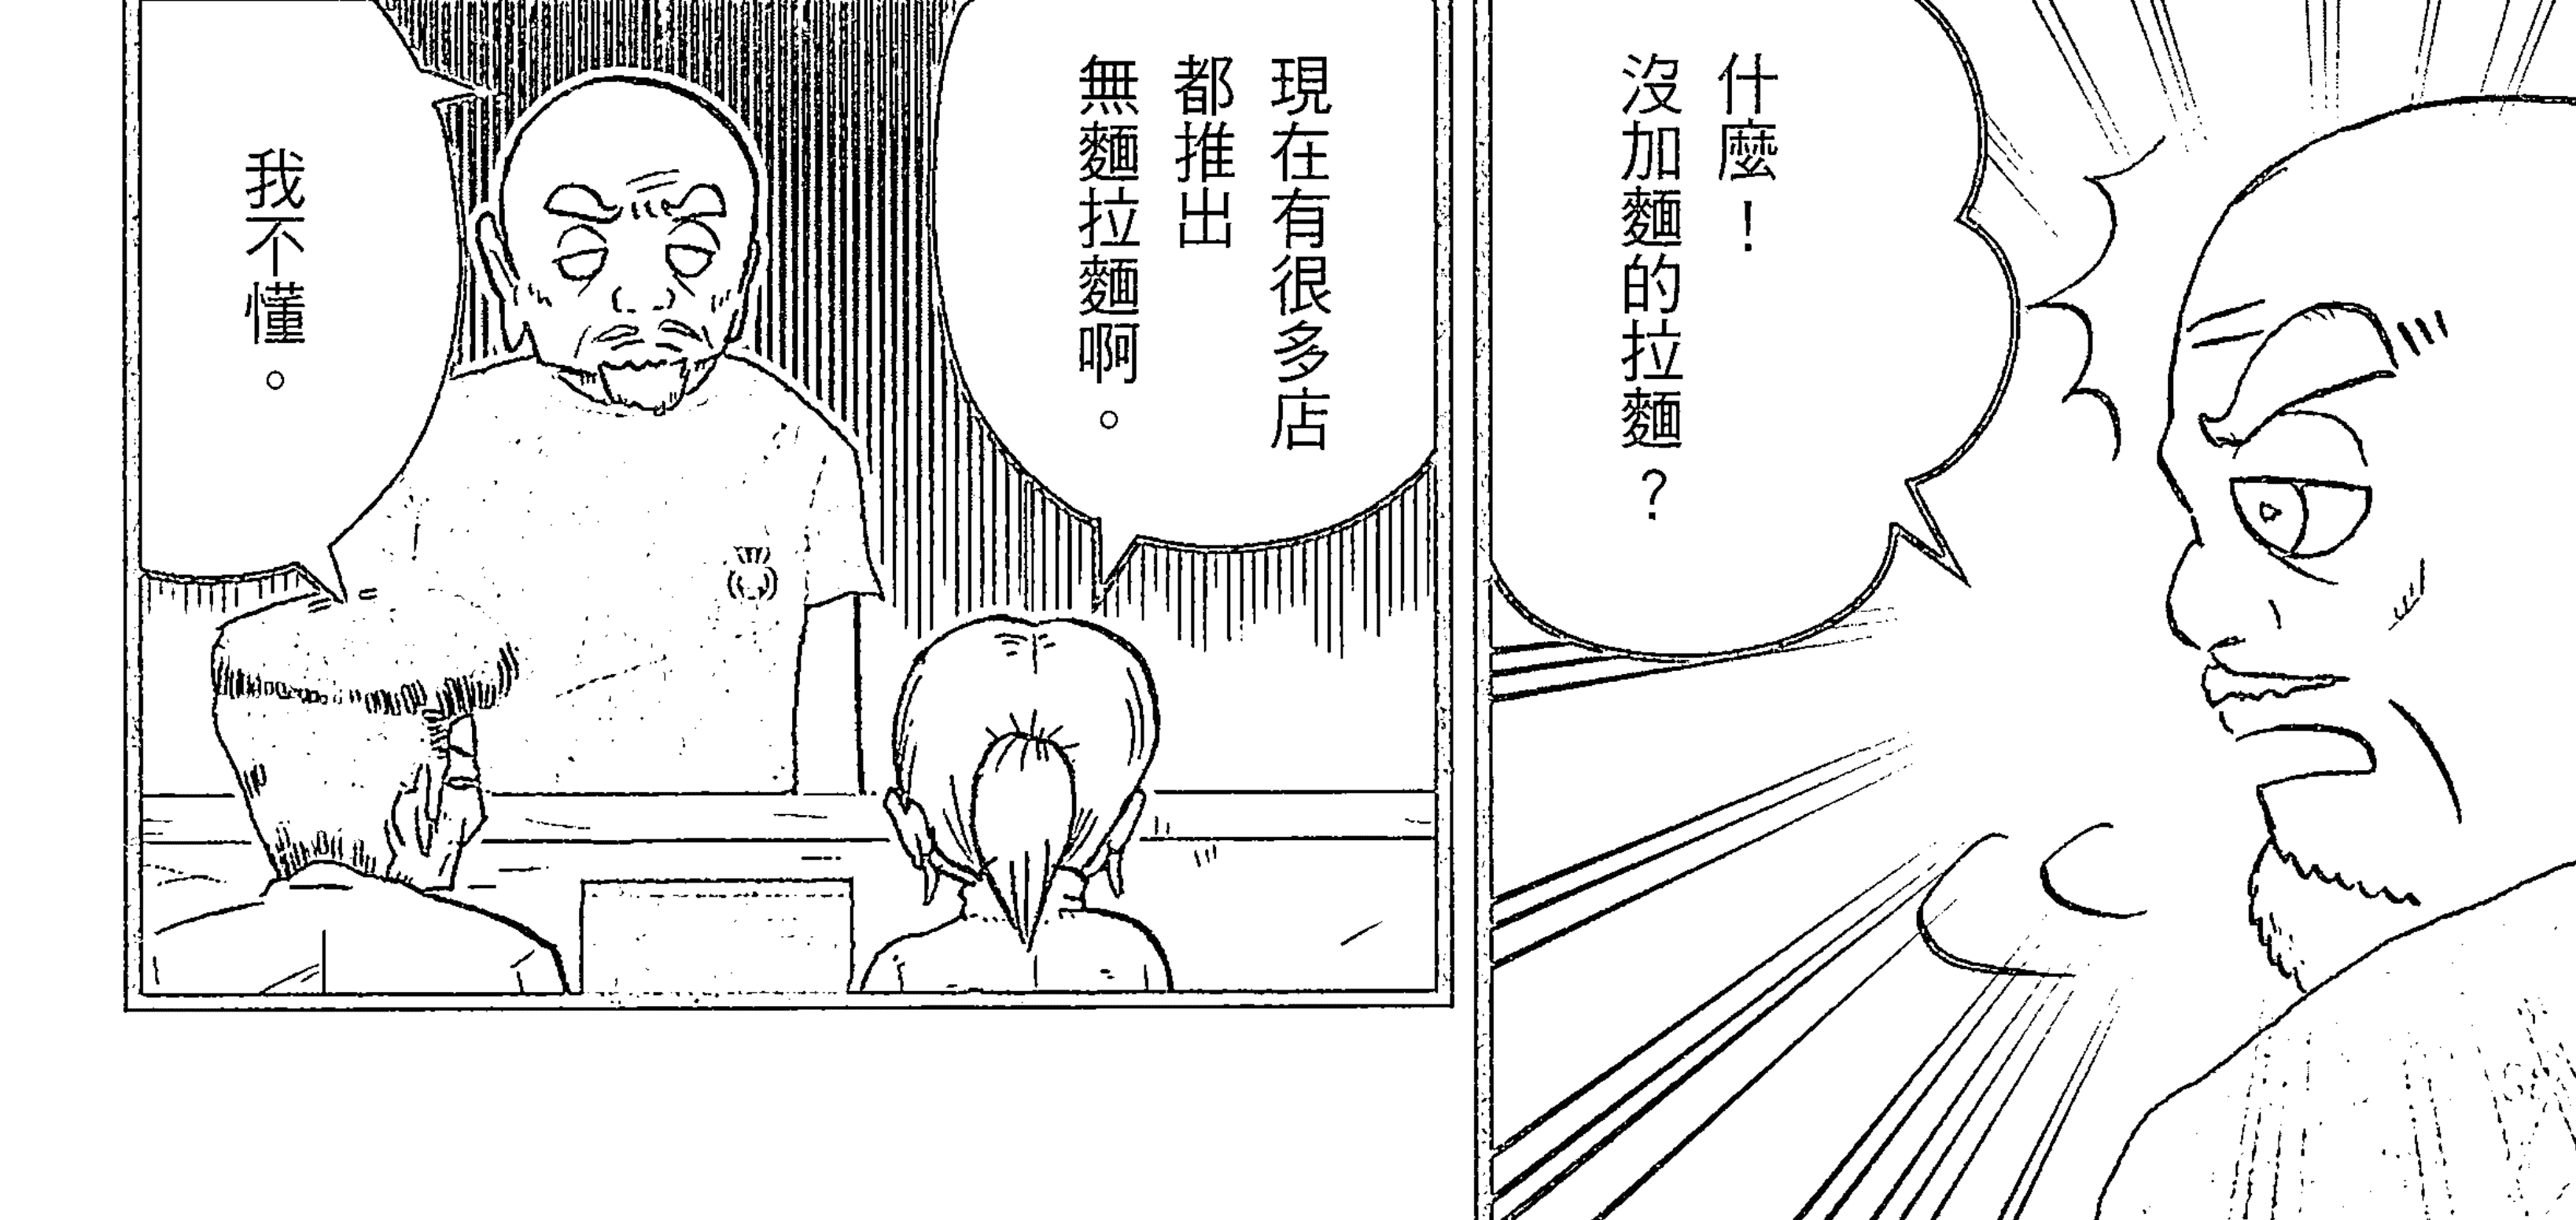 什麼！
沒加麵的拉麵？
現在有很多店
都推出
無麵拉麵啊。
我不懂。